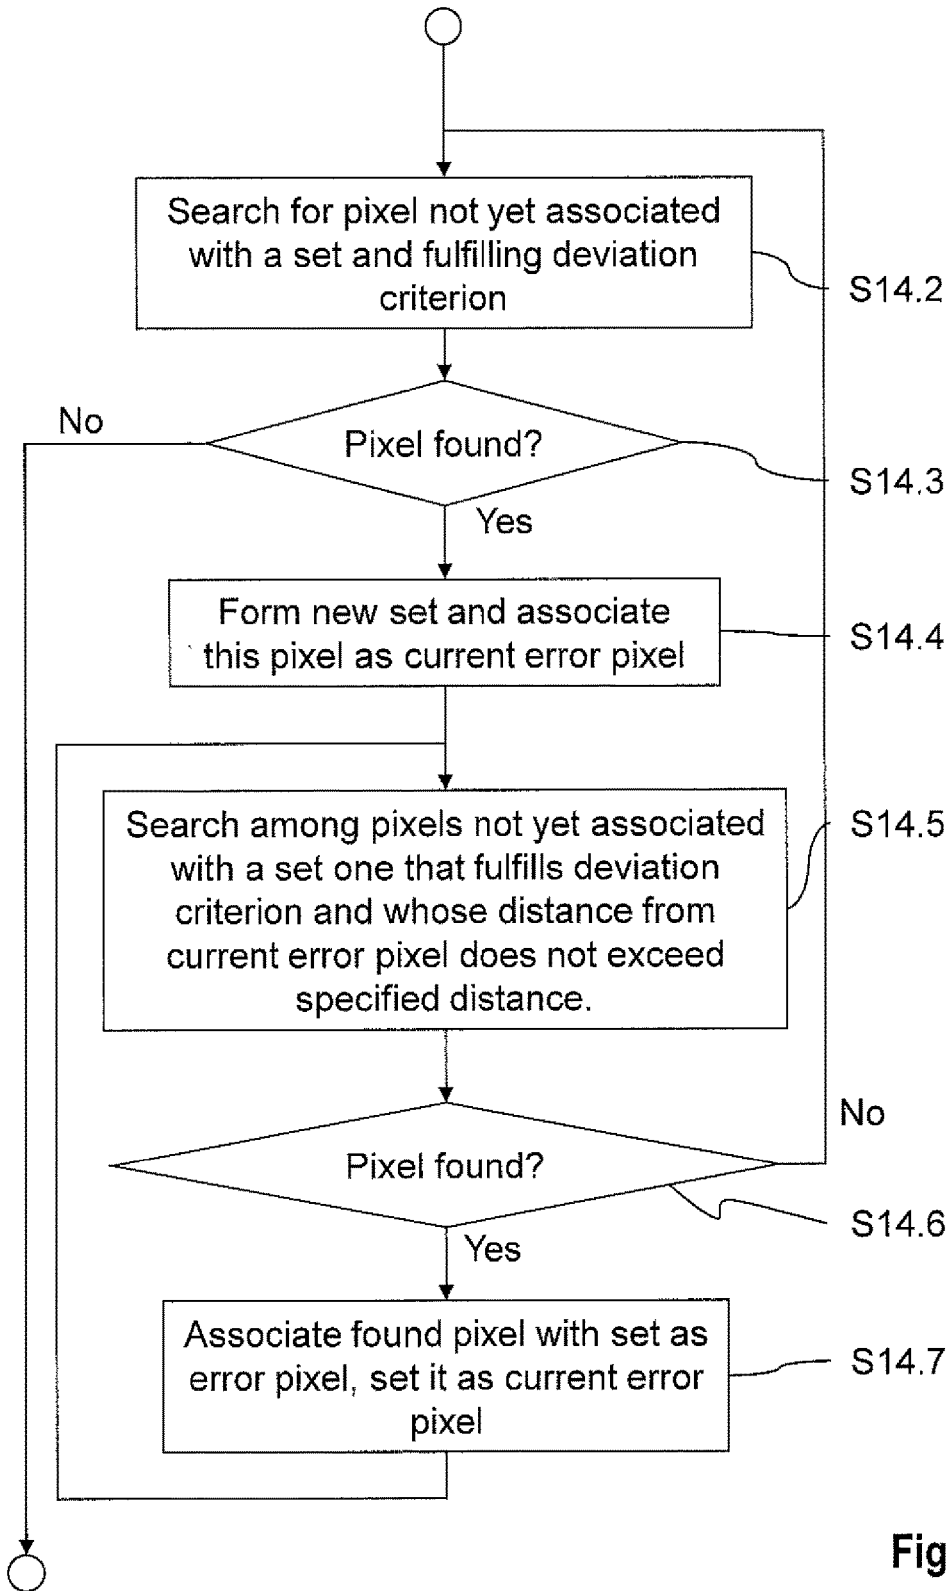 Search for pixel not yet associated
with a set and fulfilling deviation
criterion
S14.2
No
Pixel found?
S14.3
Yes
Form new set and associate
this pixel as current error pixel
S14.4
Search among pixels not yet associated
with a set one that fulfills deviation
criterion and whose distance from
current error pixel does not exceed
specified distance.
S14.5
No
Pixel found?
S14.6
Yes
Associate found pixel with set as
error pixel, set it as current error
pixel
S14.7
Fig